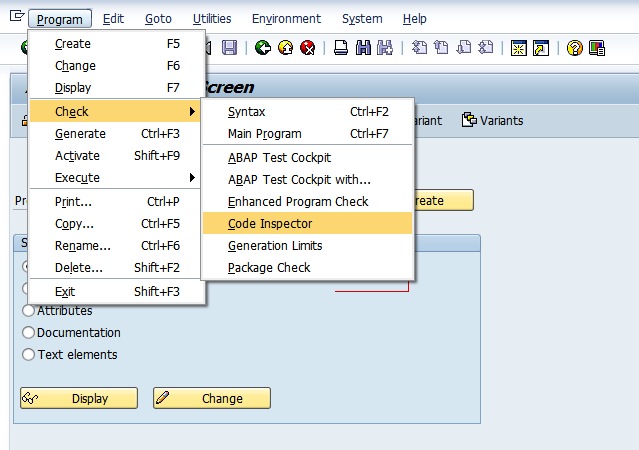 Program Edit Goto Utilities Environment System Help
Create F5
Change F6
Display F7
Check
Generate Ctrl+F3
Activate Shift+F9
Execute
Print... Ctrl+P
Copy... Ctrl+F5
Rename... Ctrl+F6
Delete... Shift+F2
Exit Shift+F3
Screen
Syntax Ctrl+F2
Main Program Ctrl+F7
ABAP Test Cockpit
ABAP Test Cockpit with...
Enhanced Program Check
Code Inspector
Generation Limits
Package Check
ariant Variants
Pr
reate
S
Attributes
Documentation
Text elements
Display Change